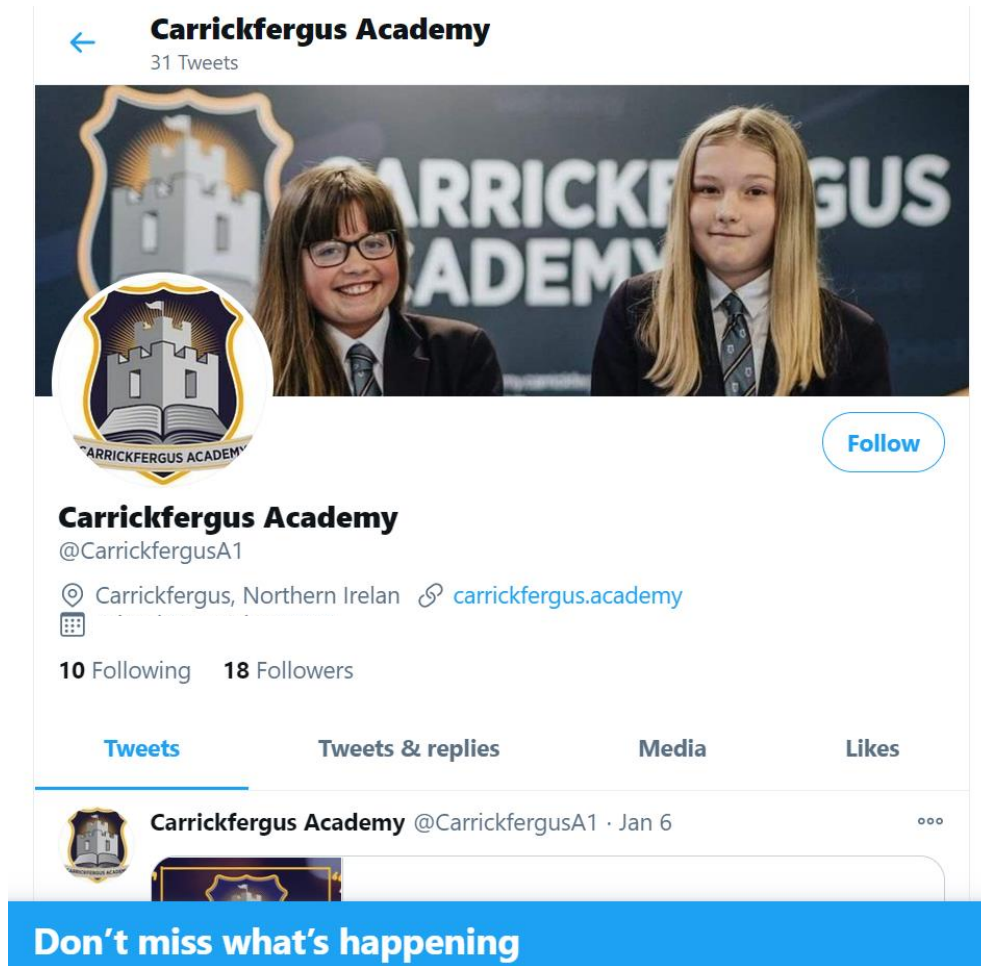 Carrickfergus Academy
31 Tweets
CARRICKFERGUS
ACADEMY
CARRICKFERGUS ACADEMY
Follow
Carrickfergus Academy
@CarrickfergusA1
Carrickfergus, Northern Irelan carrickfergus.academy
10 Following 18 Followers
Tweets Tweets & replies Media Likes
Carrickfergus Academy @CarrickfergusA1 · Jan 6
Don't miss what's happening